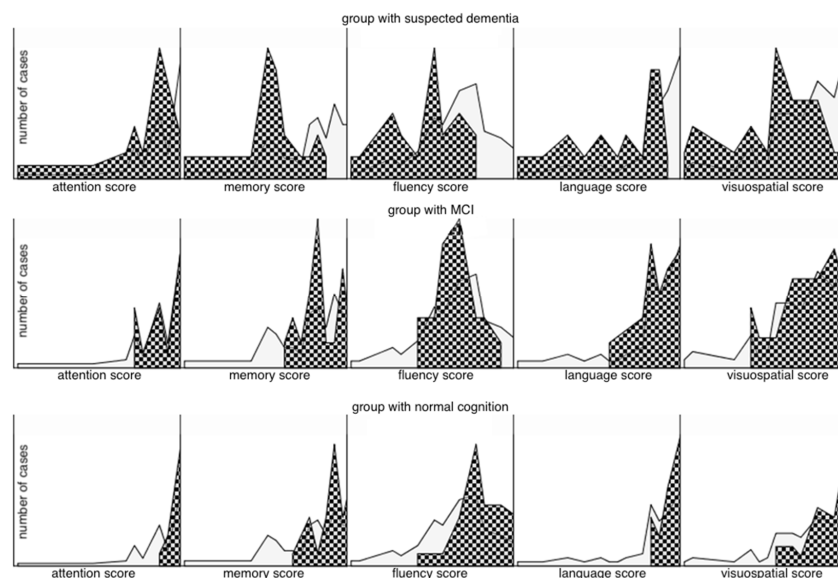 group with suspected dementia
number of cases
attention score memory score fluency score language score visuospatial score
group with MCI
number of cases
attention score memory score fluency score language score visuospatial score
group with normal cognition
number of cases
attention score memory score fluency score language score visuospatial score